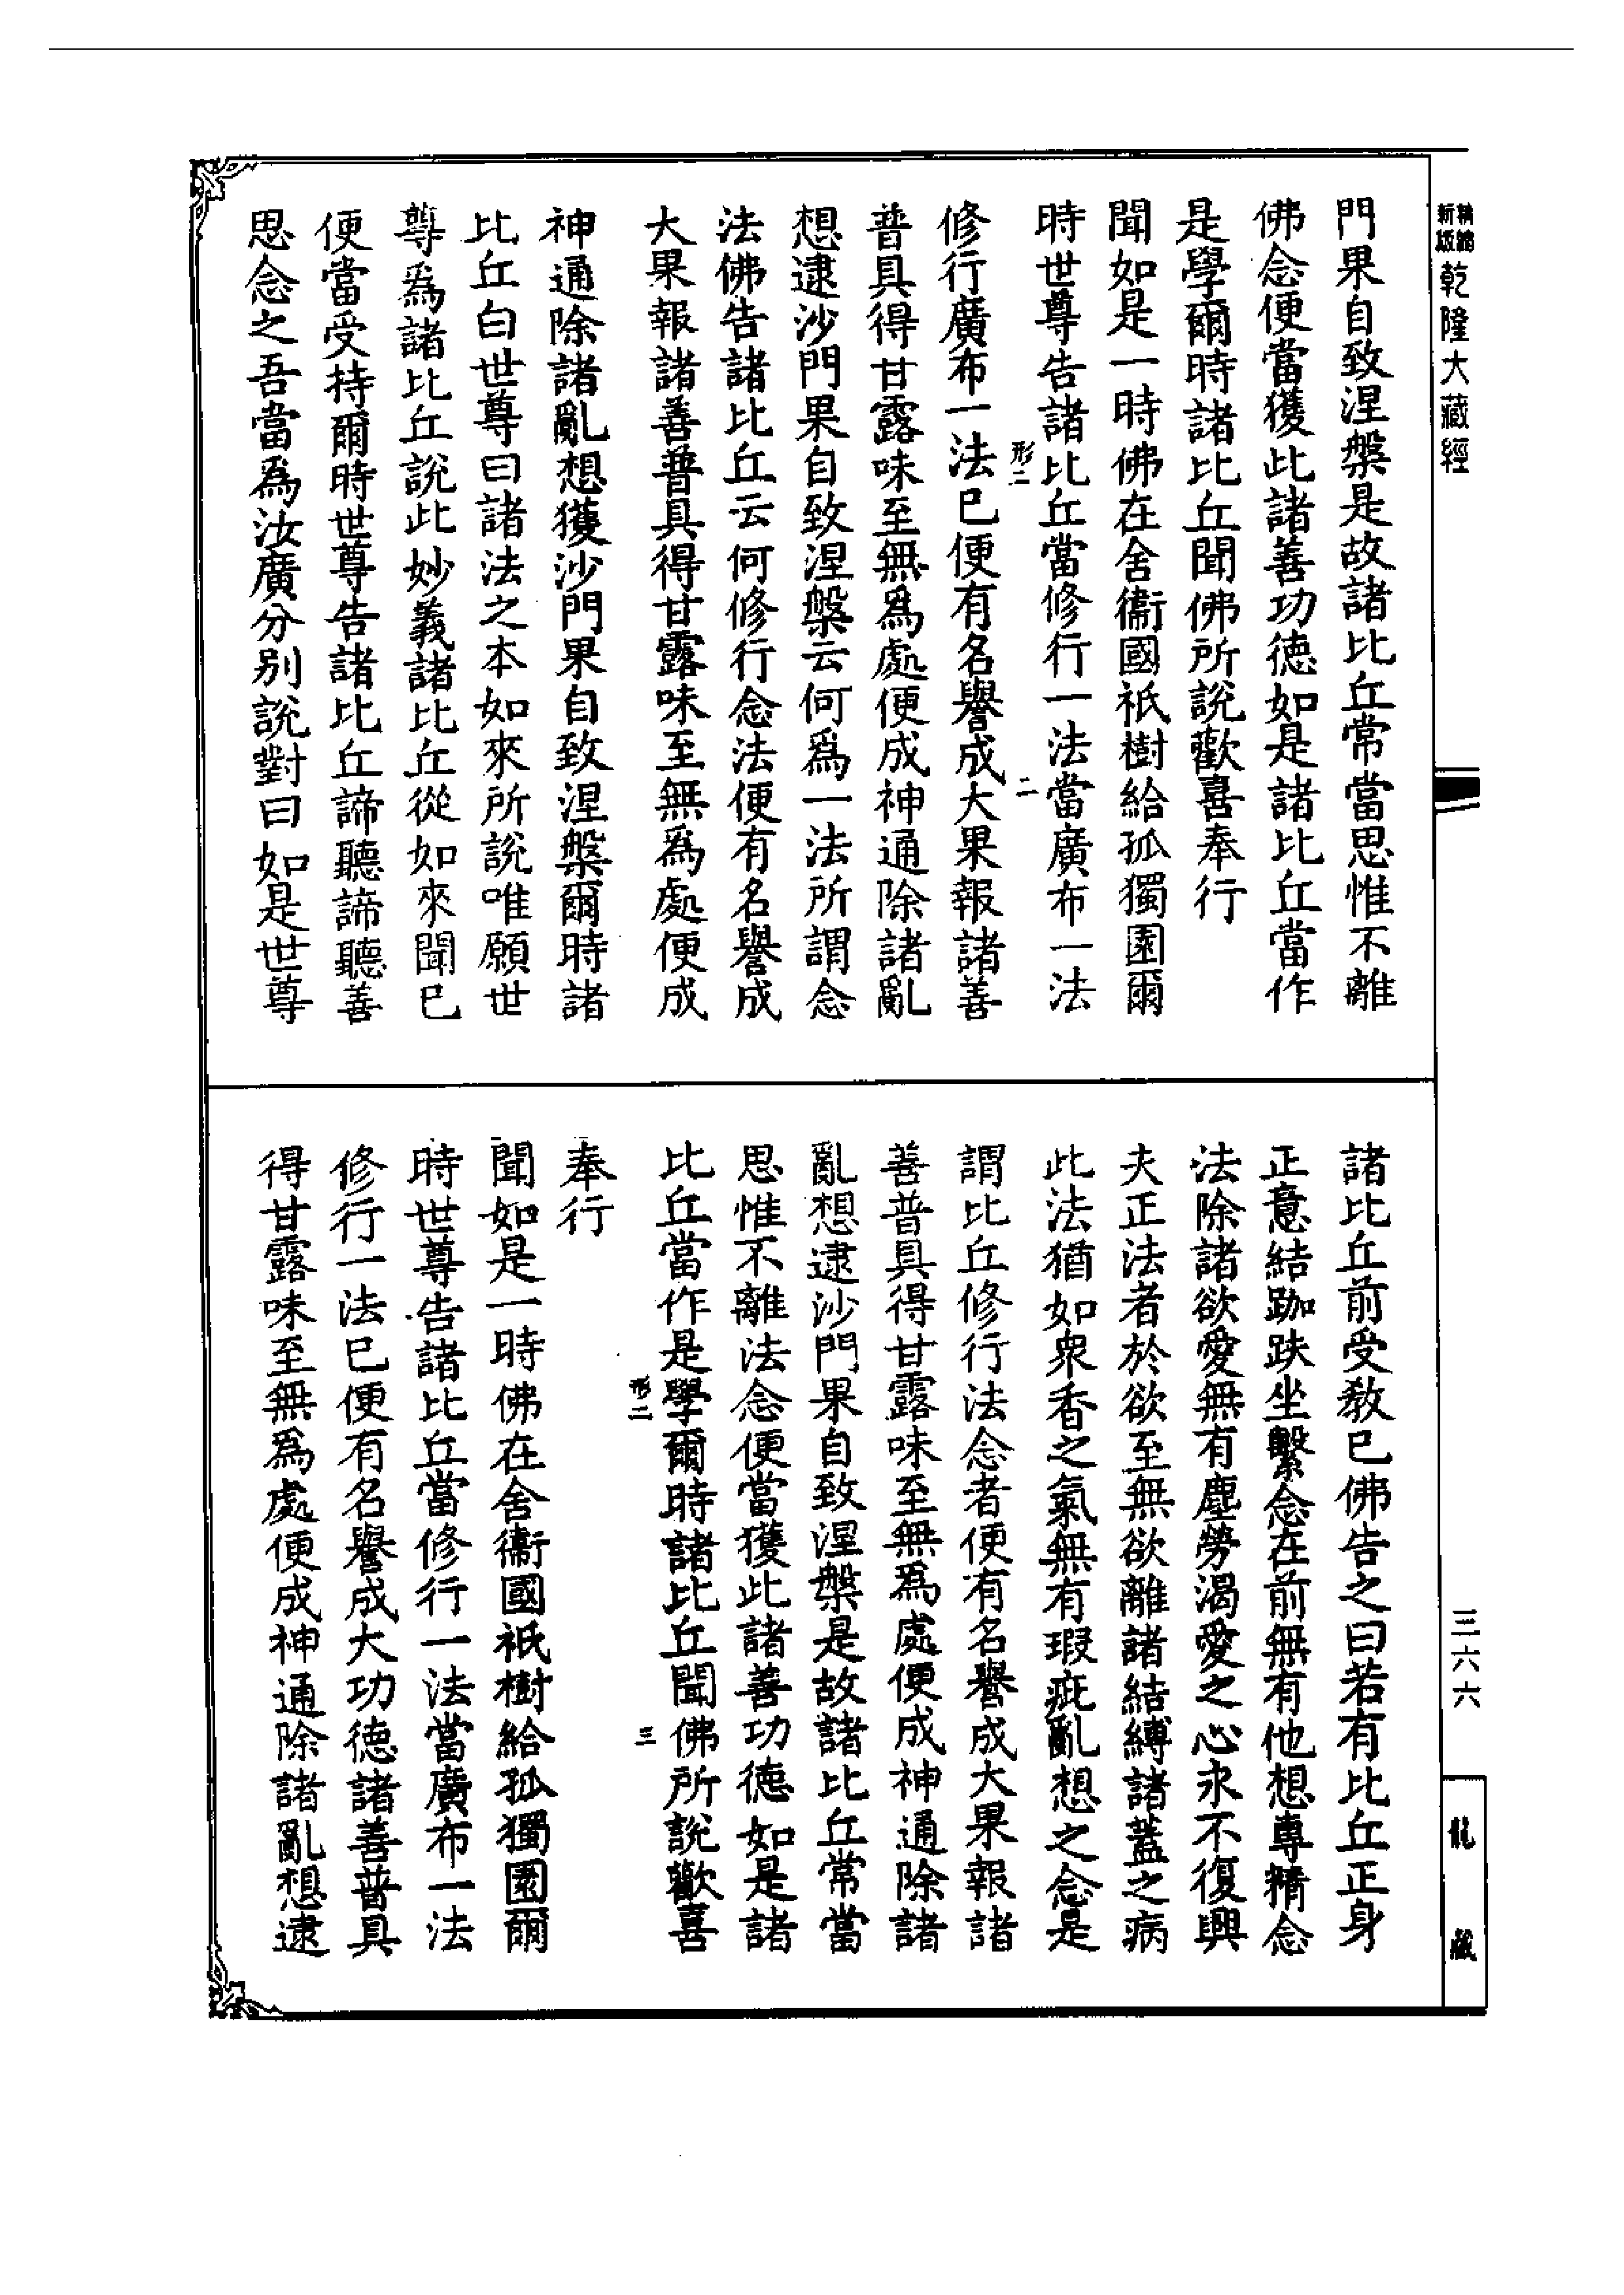 精縮
新版
乾隆大藏經
門果自致涅槃是故諸比丘常當思惟不離
佛念便當獲此諸善功德如是諸比丘當作
是學爾時諸比丘聞佛所說歡喜奉行
聞如是一時佛在舍衞國祇樹給孤獨園爾
時世尊告諸比丘當修行一法當廣布一法
形二
二
修行廣布一法已便有名譽成大果報諸善
普具得甘露味至無爲處便成神通除諸亂
想逮沙門果自致涅槃云何爲一法所謂念
法佛告諸比丘云何修行念法便有名譽成
大果報諸善普具得甘露味至無爲處便成
神通除諸亂想獲沙門果自致涅槃爾時諸
比丘白世尊曰諸法之本如來所說唯願世
尊爲諸比丘說此妙義諸比丘從如來聞已
便當受持爾時世尊告諸比丘諦聽諦聽善
思念之吾當爲汝廣分別說對曰如是世尊
諸比丘前受教已佛告之曰若有比丘正身
正意結跏趺坐繫念在前無有他想專精念
法除諸欲愛無有塵勞渴愛之心永不復興
夫正法者於欲至無欲離諸結縛諸蓋之病
此法猶如衆香之氣無有瑕疵亂想之念是
謂比丘修行法念者便有名譽成大果報諸
善普具得甘露味至無爲處便成神通除諸
亂想逮沙門果自致涅槃是故諸比丘常當
思惟不離法念便當獲此諸善功德如是諸
比丘當作是學爾時諸比丘聞佛所說歡喜
形二
三
奉行
聞如是一時佛在舍衞國祇樹給孤獨園爾
時世尊告諸比丘當修行一法當廣布一法
修行一法已便有名譽成大功德諸善普具
得甘露味至無爲處便成神通除諸亂想逮
三六六
龍藏